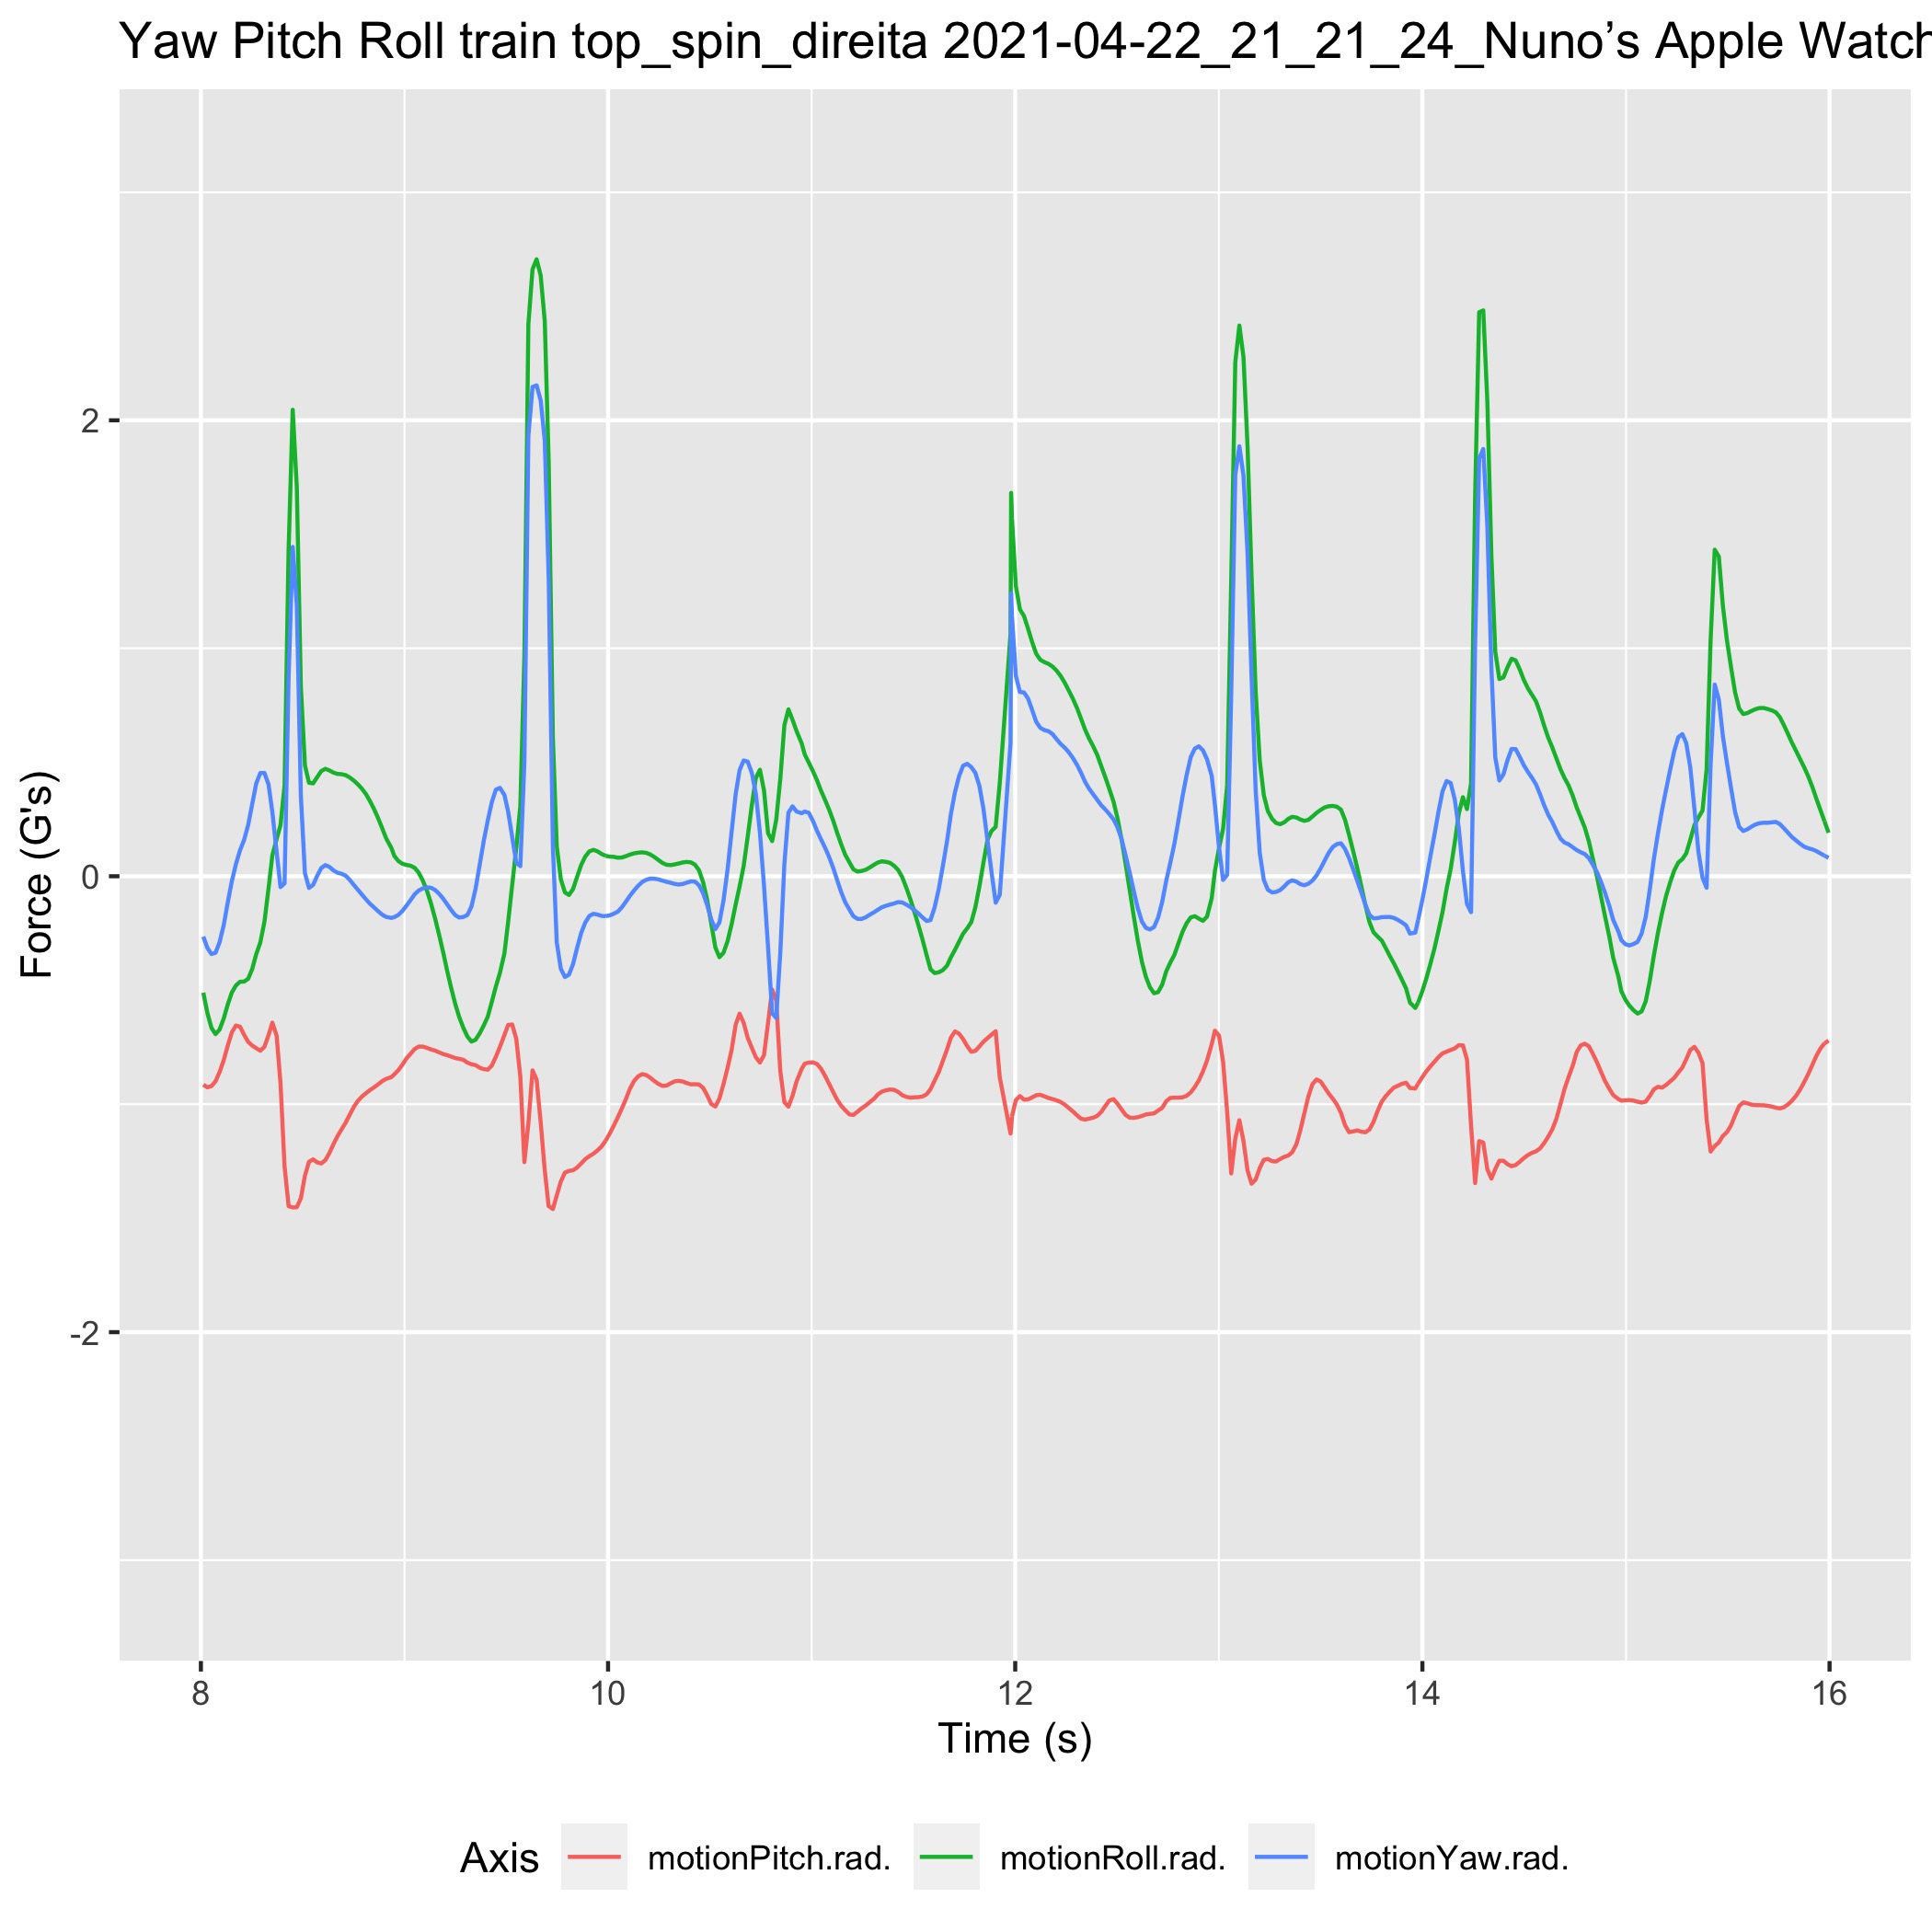 Yaw Pitch Roll train top_spin_direita 2021-04-22_21_21_24_Nuno’s Apple Watch
Force (G's)
2
0
-2
8 10 12 14 16
Time (s)
Axis motionPitch.rad. motionRoll.rad. motionYaw.rad.